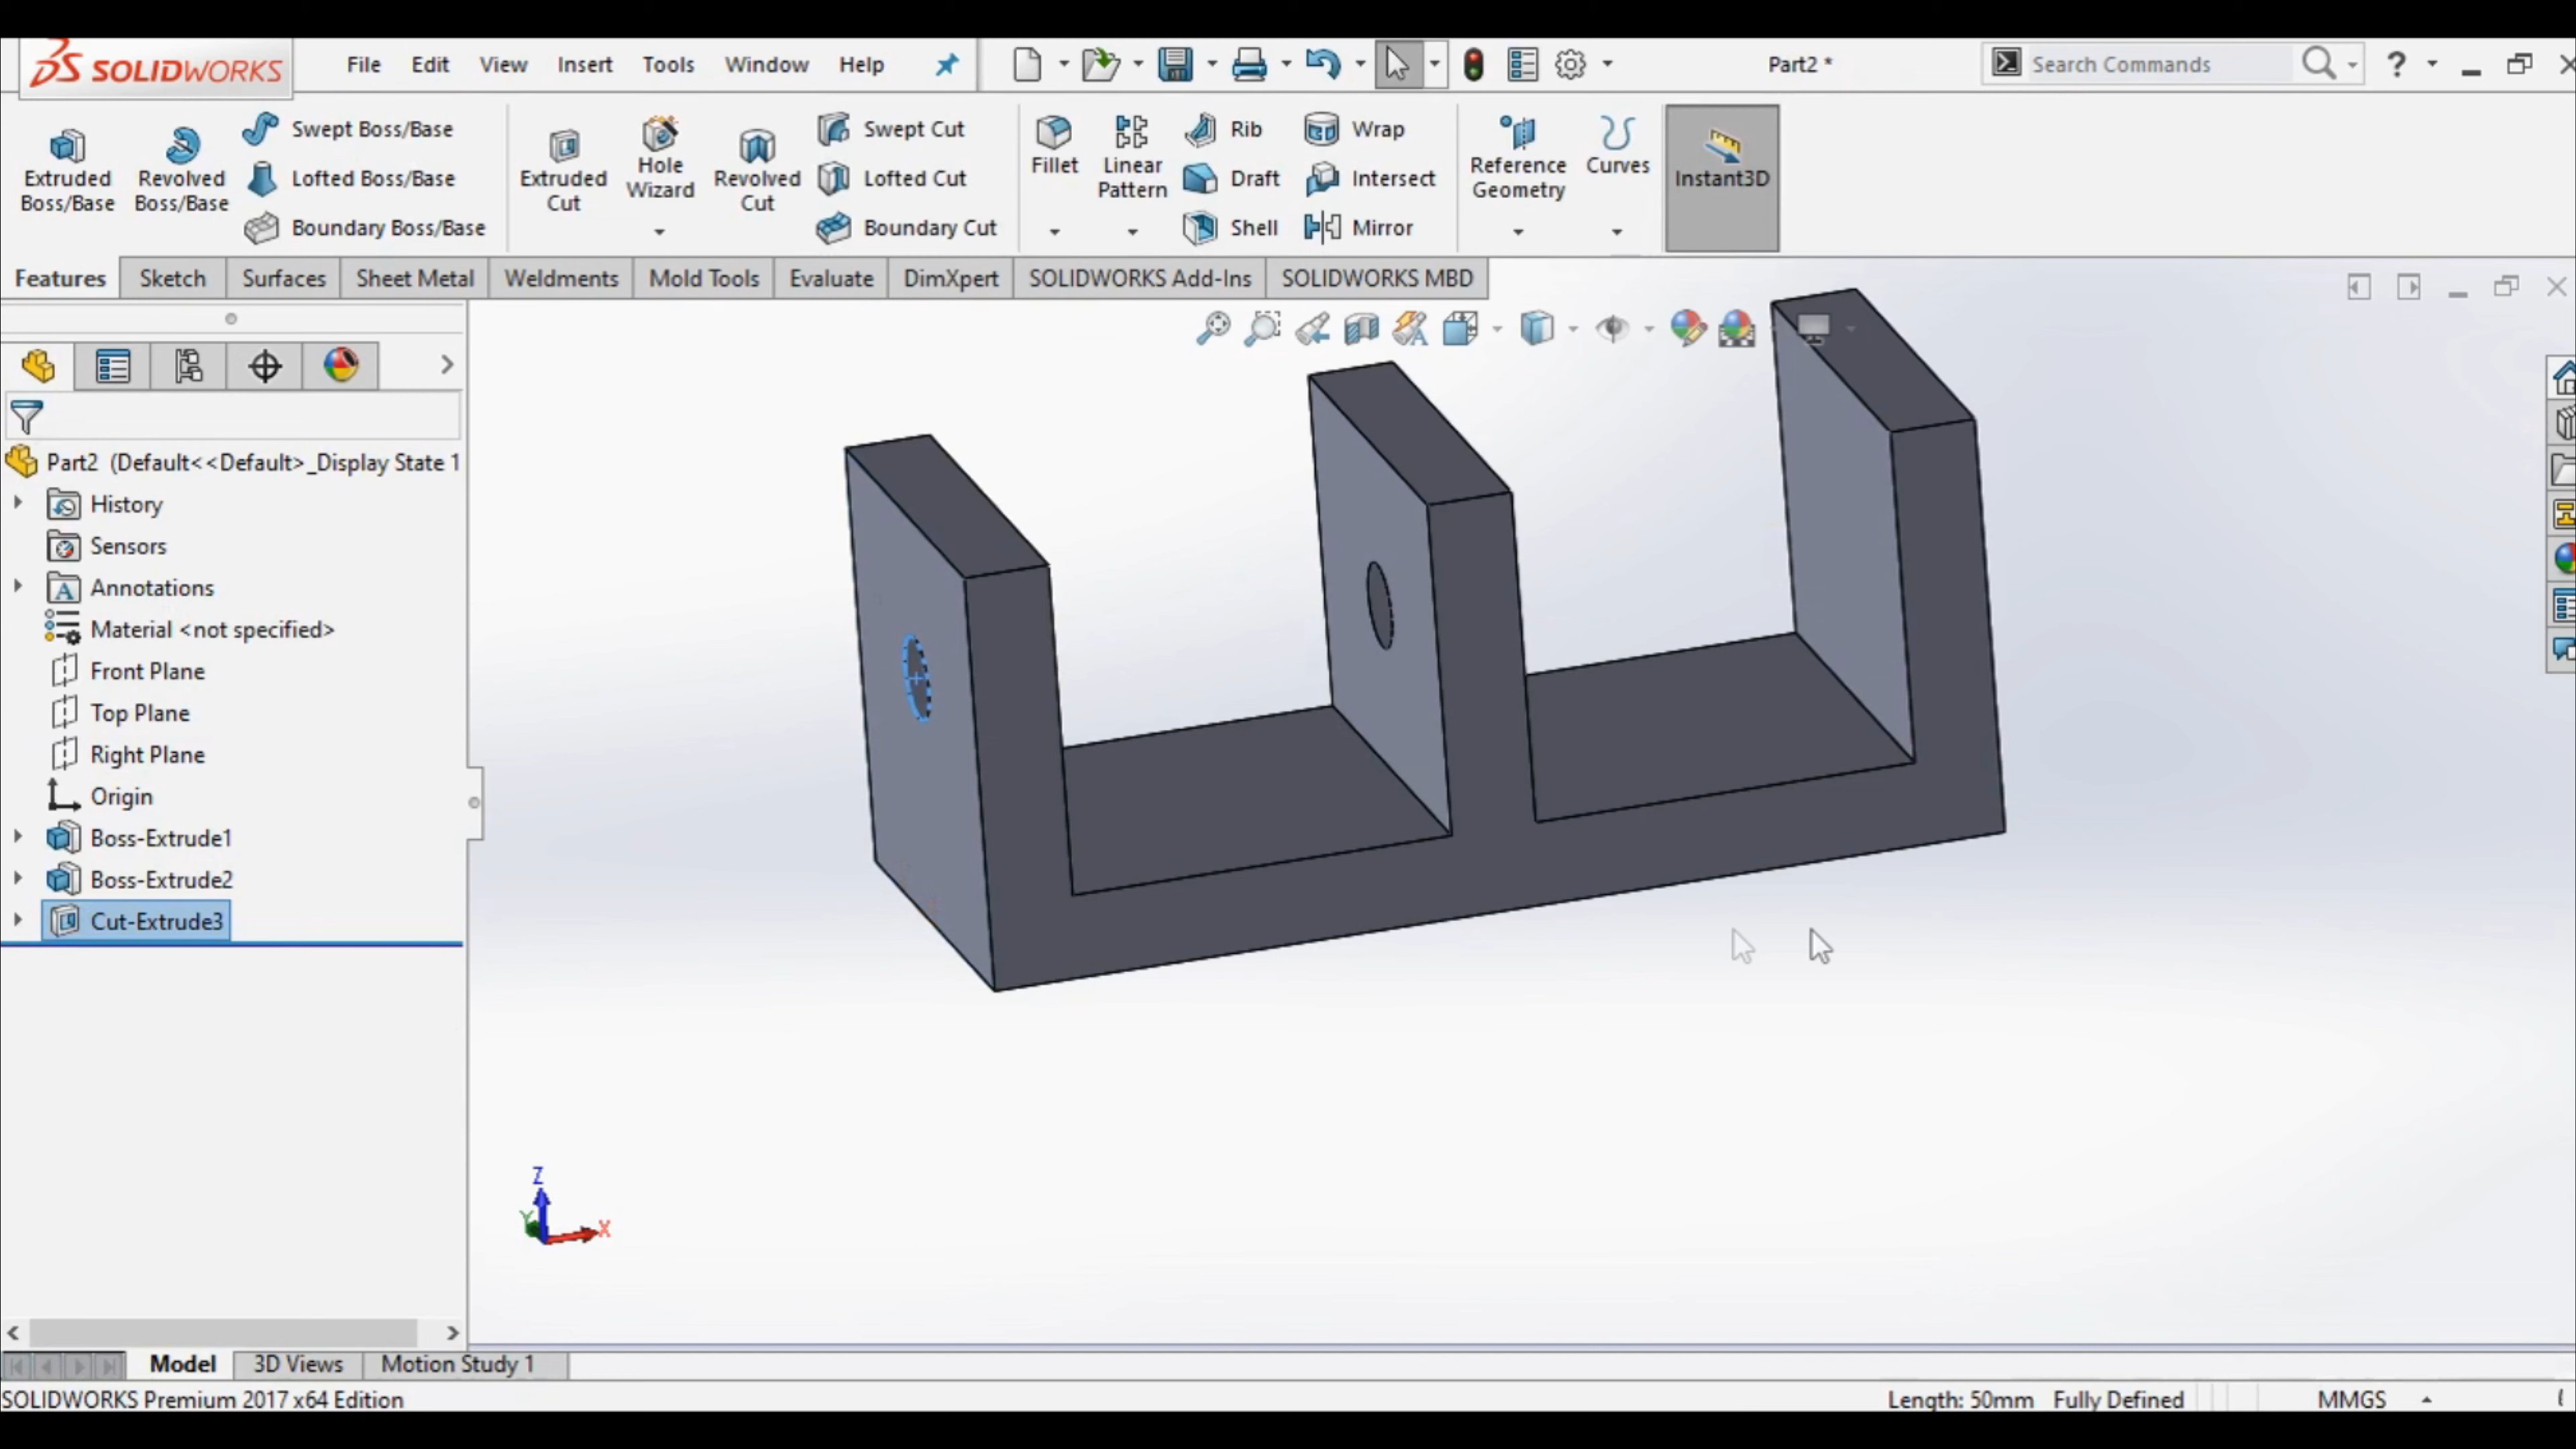 SOLIDWORKS File Edit View Insert Tools Window Help Part2 * Search Commands ?
Extruded Boss/Base
Revolved Boss/Base
Swept Boss/Base
Lofted Boss/Base
Boundary Boss/Base
Extruded Cut
Hole Wizard
Revolved Cut
Swept Cut
Lofted Cut
Boundary Cut
Fillet
Linear Pattern
Rib
Draft
Shell
Wrap
Intersect
Mirror
Reference Geometry
Curves
Instant3D
Features Sketch Surfaces Sheet Metal Weldments Mold Tools Evaluate DimXpert SOLIDWORKS Add-Ins SOLIDWORKS MBD
Part2 (Default<<Default>_Display State 1
History
Sensors
Annotations
Material <not specified>
Front Plane
Top Plane
Right Plane
Origin
Boss-Extrude1
Boss-Extrude2
Cut-Extrude3
Z
Y X
Model 3D Views Motion Study 1
SOLIDWORKS Premium 2017 x64 Edition Length: 50mm Fully Defined MMGS